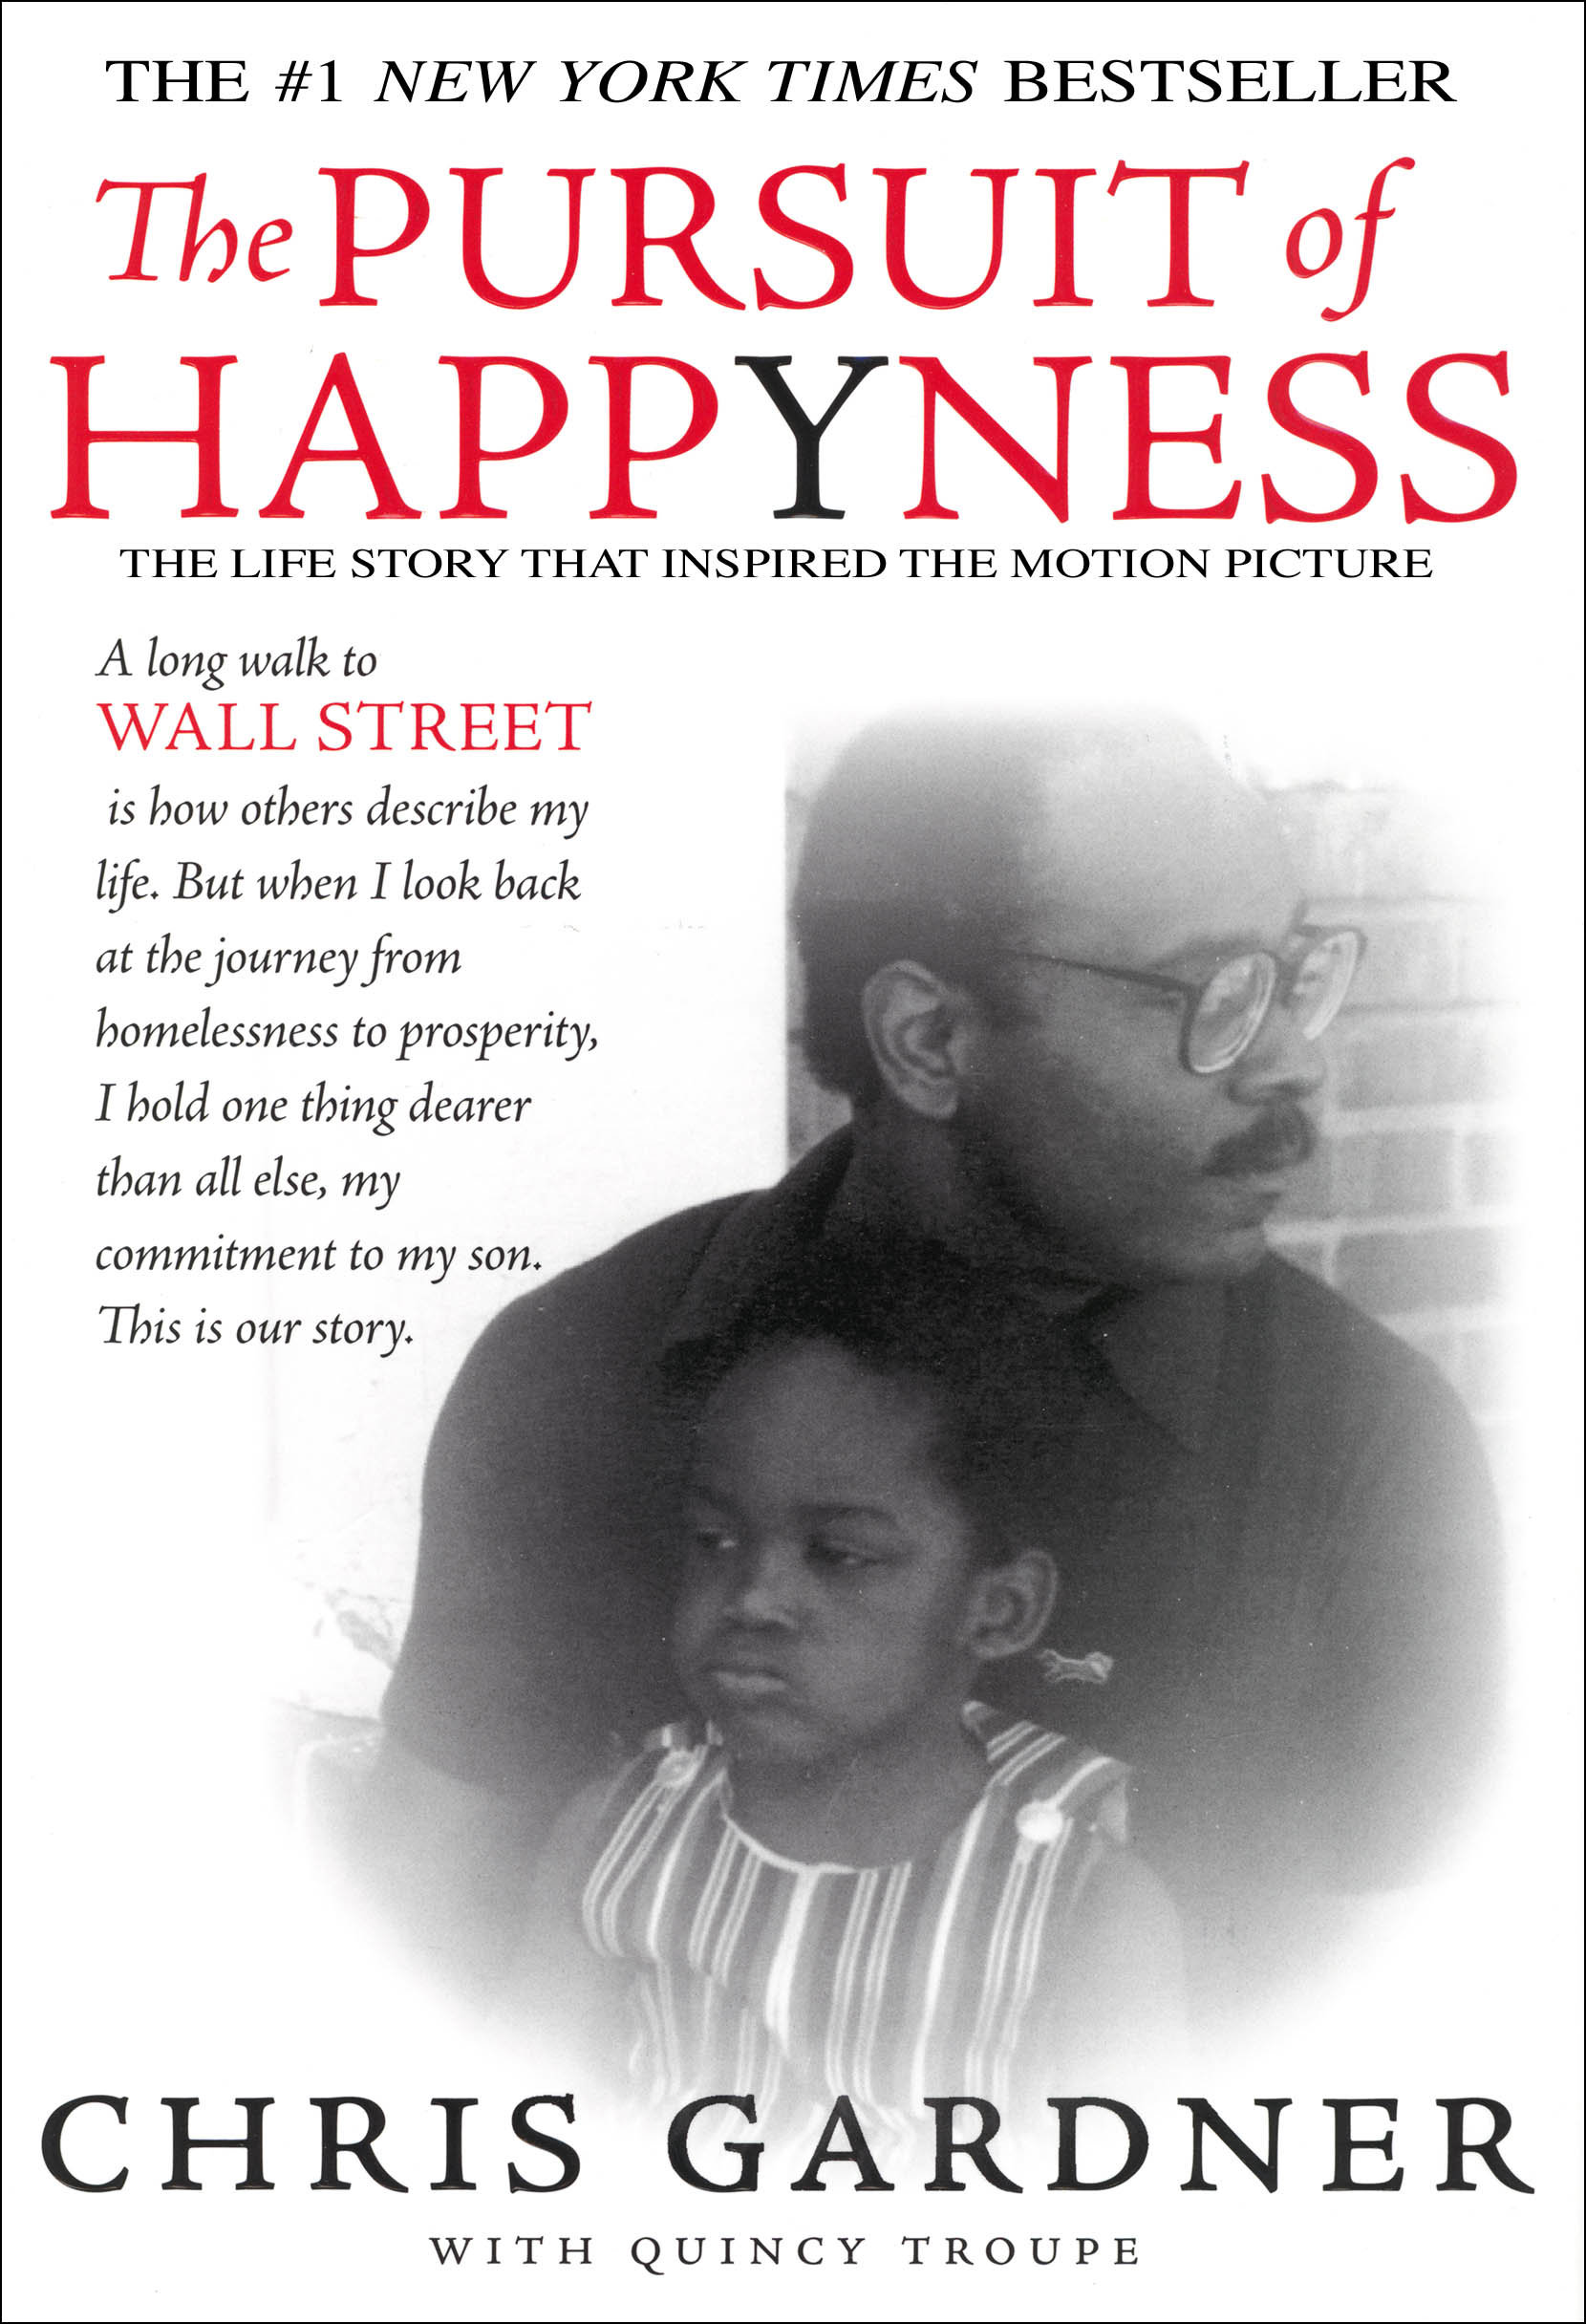 THE #1 NEW YORK TIMES BESTSELLER
The PURSUIT of
HAPPYNESS
THE LIFE STORY THAT INSPIRED THE MOTION PICTURE
A long walk to
WALL STREET
is how others describe my
life. But when I look back
at the journey from
homelessness to prosperity,
I hold one thing dearer
than all else, my
commitment to my son.
This is our story.
CHRIS GARDNER
WITH QUINCY TROUPE